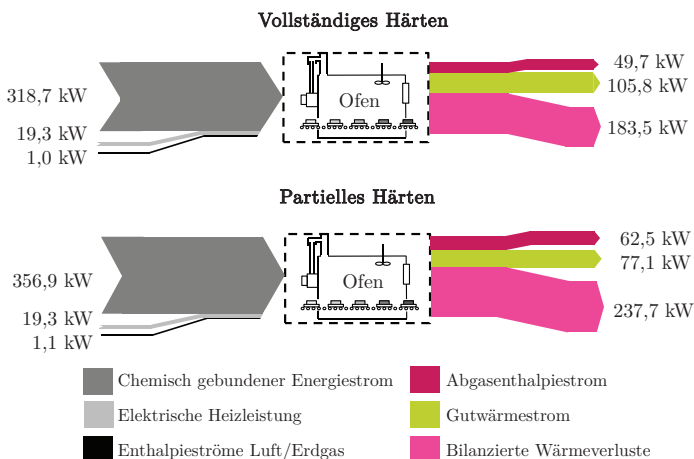 Vollständiges Härten
318,7 kW
19,3 kW
1,0 kW
Ofen
49,7 kW
105,8 kW
183,5 kW
Partielles Härten
356,9 kW
19,3 kW
1,1 kW
Ofen
62,5 kW
77,1 kW
237,7 kW
Chemisch gebundener Energiestrom
Elektrische Heizleistung
Enthalpieströme Luft/Erdgas
Abgasenthalpiestrom
Gutwärmestrom
Bilanzierte Wärmeverluste